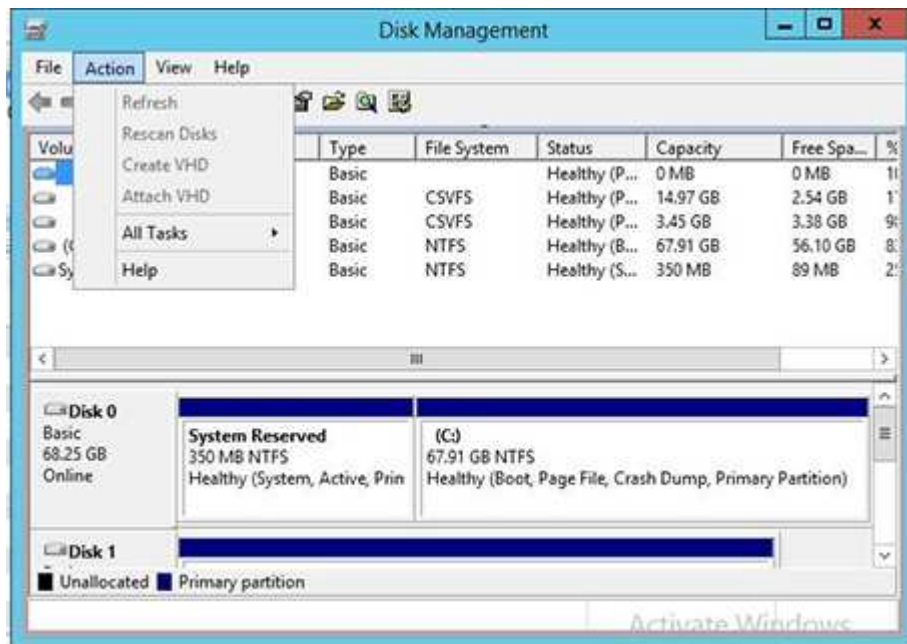 Disk Management
File Action View Help
Refresh
Rescan Disks
Create VHD
Attach VHD
All Tasks
Help
Volu Type File System Status Capacity Free Spa... %
Basic Healthy (P... 0 MB 0 MB
Basic CSVFS Healthy (P... 14.97 GB 2.54 GB
Basic CSVFS Healthy (P... 3.45 GB 3.38 GB
Basic NTFS Healthy (B... 67.91 GB 56.10 GB
Sy Basic NTFS Healthy (S... 350 MB 89 MB
Disk 0
Basic
68.25 GB
Online
System Reserved
350 MB NTFS
Healthy (System, Active, Prin
(C:)
67.91 GB NTFS
Healthy (Boot, Page File, Crash Dump, Primary Partition)
Disk 1
Unallocated Primary partition
Activate Windows